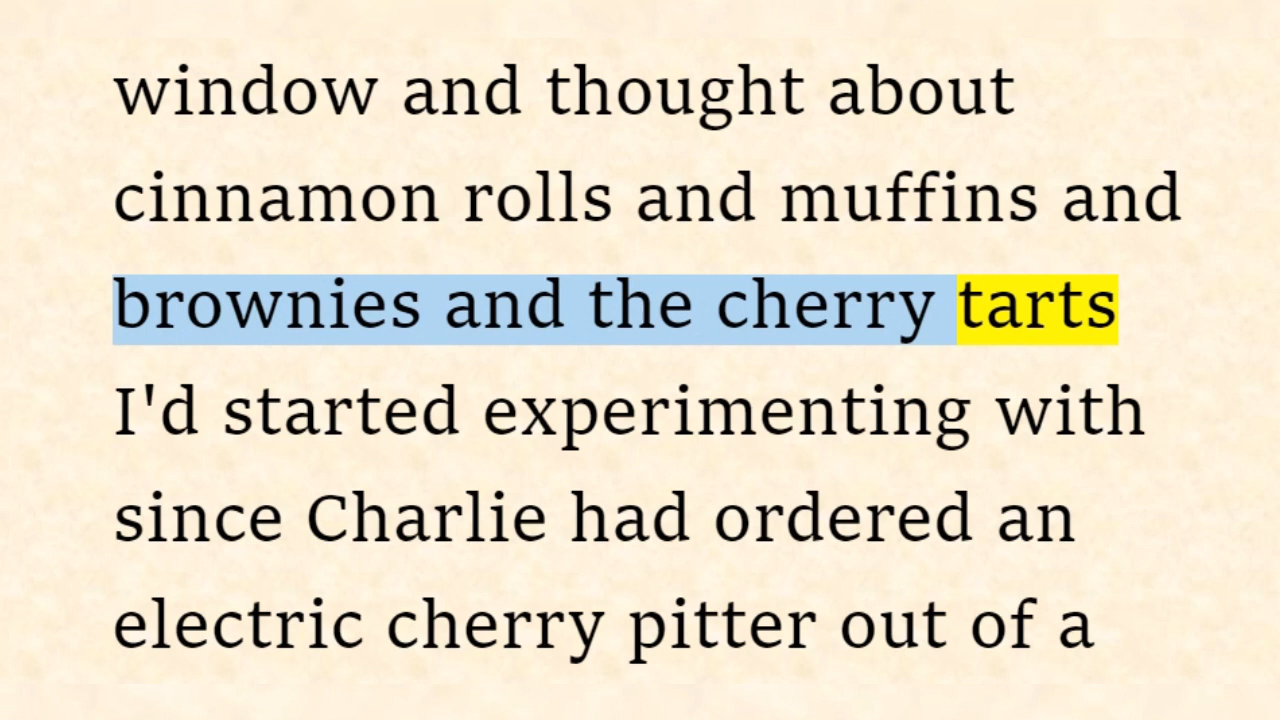 window and thought about
cinnamon rolls and muffins and
brownies and the cherry tarts
I'd started experimenting with
since Charlie had ordered an
electric cherry pitter out of a